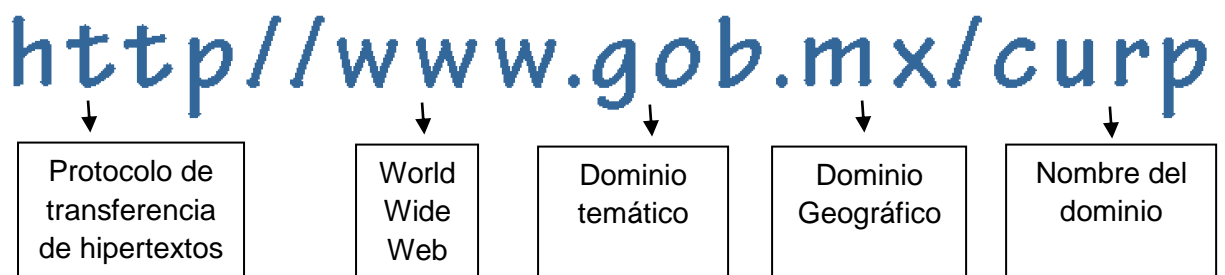 http//www.gob.mx/curp
Protocolo de
transferencia
de hipertextos
World
Wide
Web
Dominio
temático
Dominio
Geográfico
Nombre del
dominio